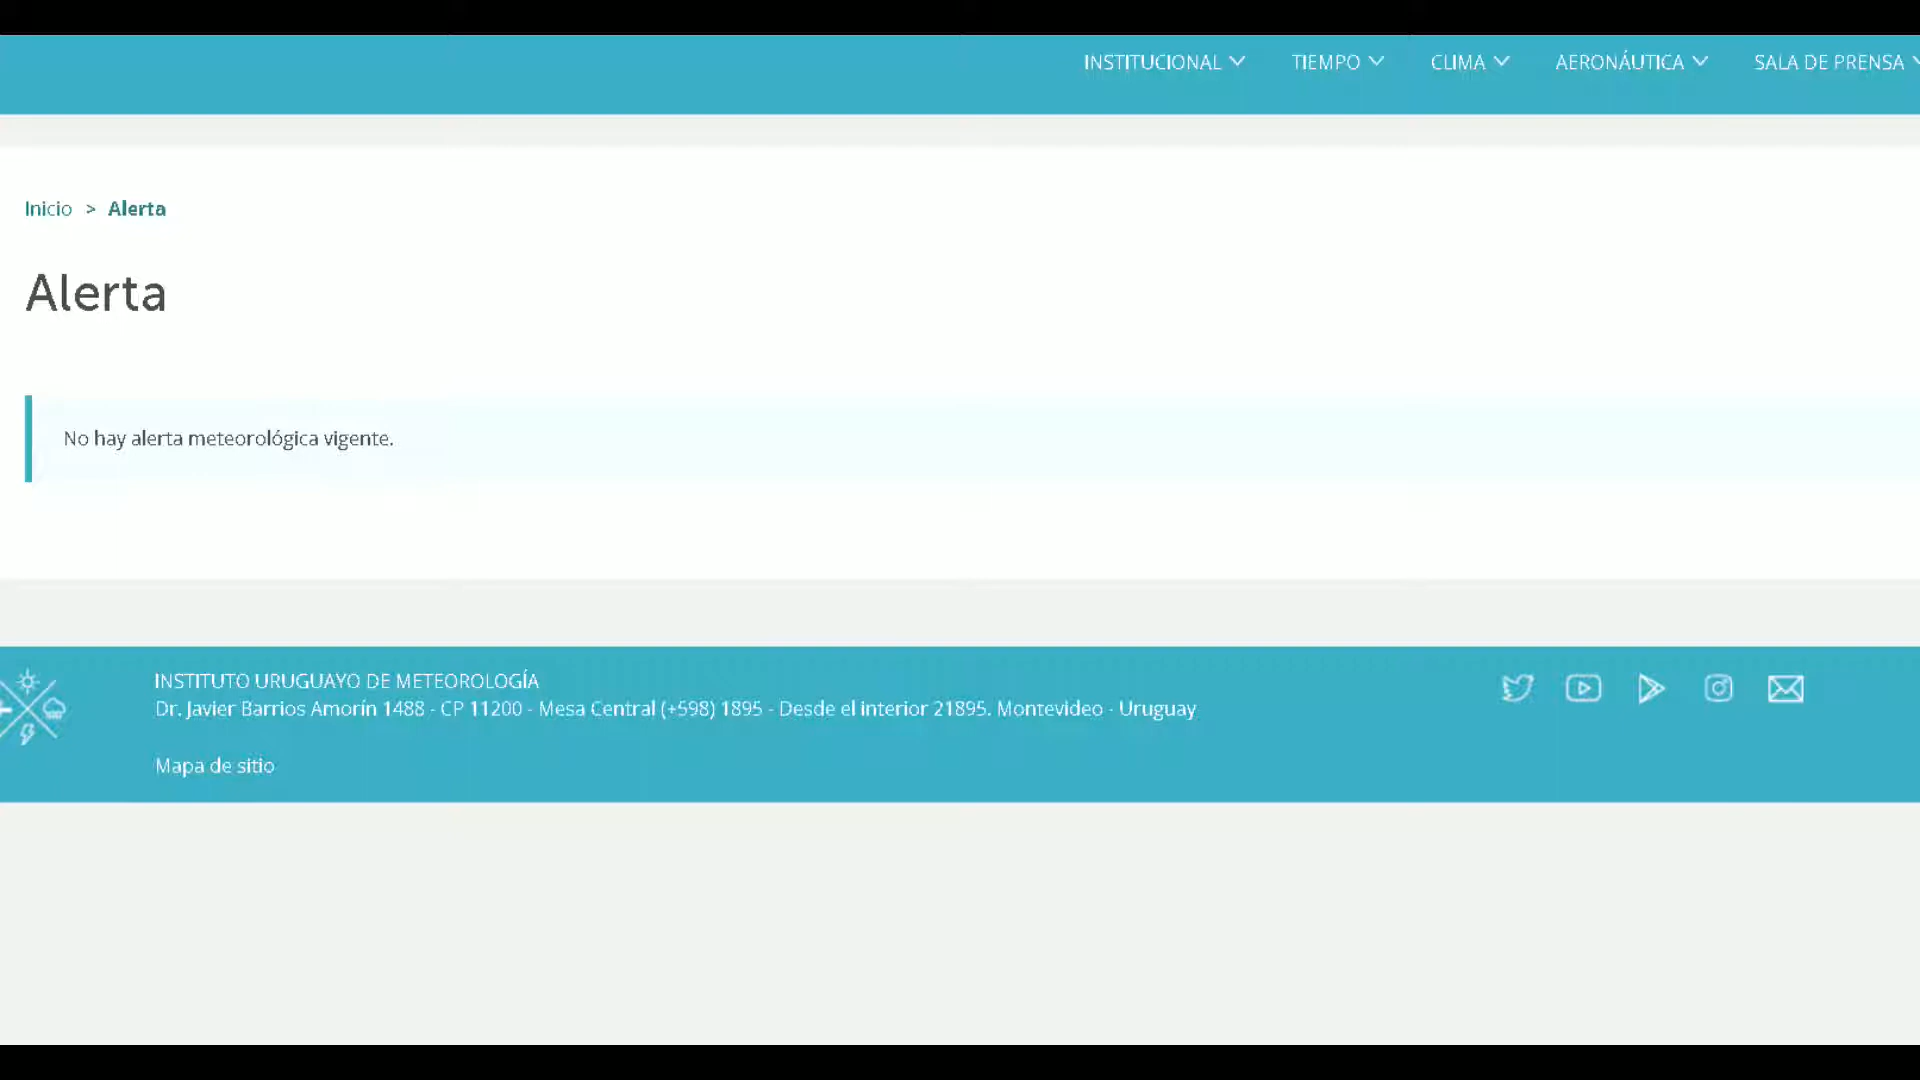 INSTITUCIONAL TIEMPO CLIMA AERONÁUTICA SALA DE PRENSA
Inicio > Alerta
Alerta
No hay alerta meteorológica vigente.
INSTITUTO URUGUAYO DE METEOROLOGÍA
Dr. Javier Barrios Amorín 1488 - CP 11200 - Mesa Central (+598) 1895 - Desde el interior 21895. Montevideo - Uruguay
Mapa de sitio